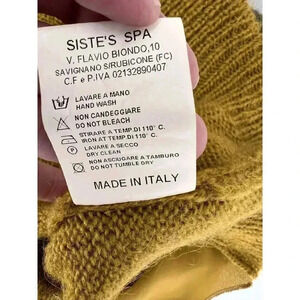 SISTE'S SPA
V. FLAVIO BIONDO,10
SAVIGNANO S/RUBICONE (FC)
C.F e P.IVA 02132890407
LAVARE A MANO
HAND WASH
NON CANDEGGIARE
DO NOT BLEACH
STIRARE A TEMP.DI 110° C.
IRON AT TEMP.DI 110° C.
LAVARE A SECCO
DRY CLEAN
NON ASCIUGARE A TAMBURO
DO NOT TUMBLE DRY
MADE IN ITALY